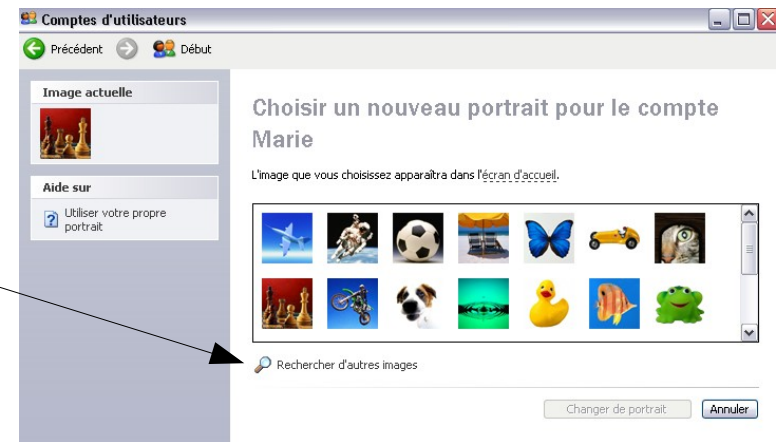 Comptes d'utilisateurs
Précédent Début
Image actuelle
Aide sur
Utiliser votre propre
portrait
Choisir un nouveau portrait pour le compte
Marie
L'image que vous choisissez apparaîtra dans l'écran d'accueil.
Rechercher d'autres images
Changer de portrait Annuler